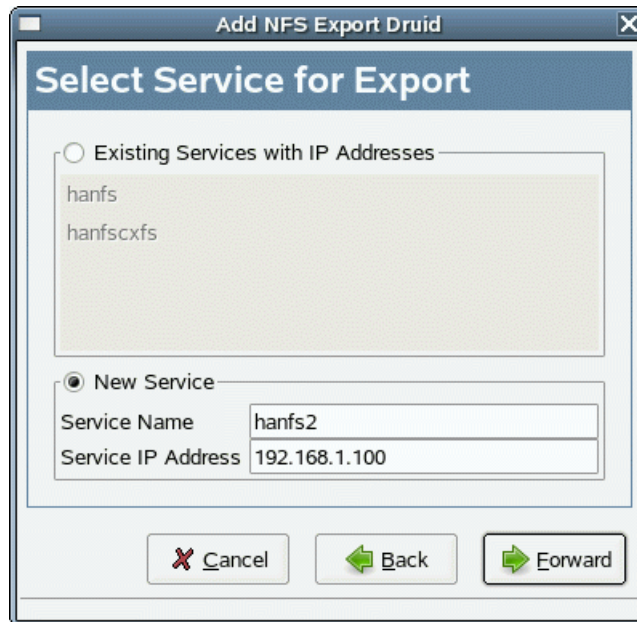 Add NFS Export Druid
Select Service for Export
Existing Services with IP Addresses
hanfs
hanfscxfs
New Service
Service Name hanfs2
Service IP Address 192.168.1.100
Cancel Back Forward